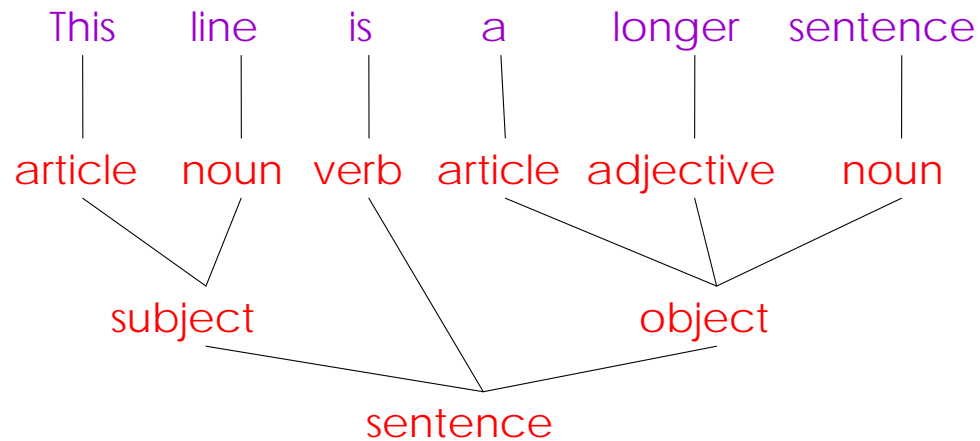 This line is a longer sentence
article noun verb article adjective noun
subject object
sentence